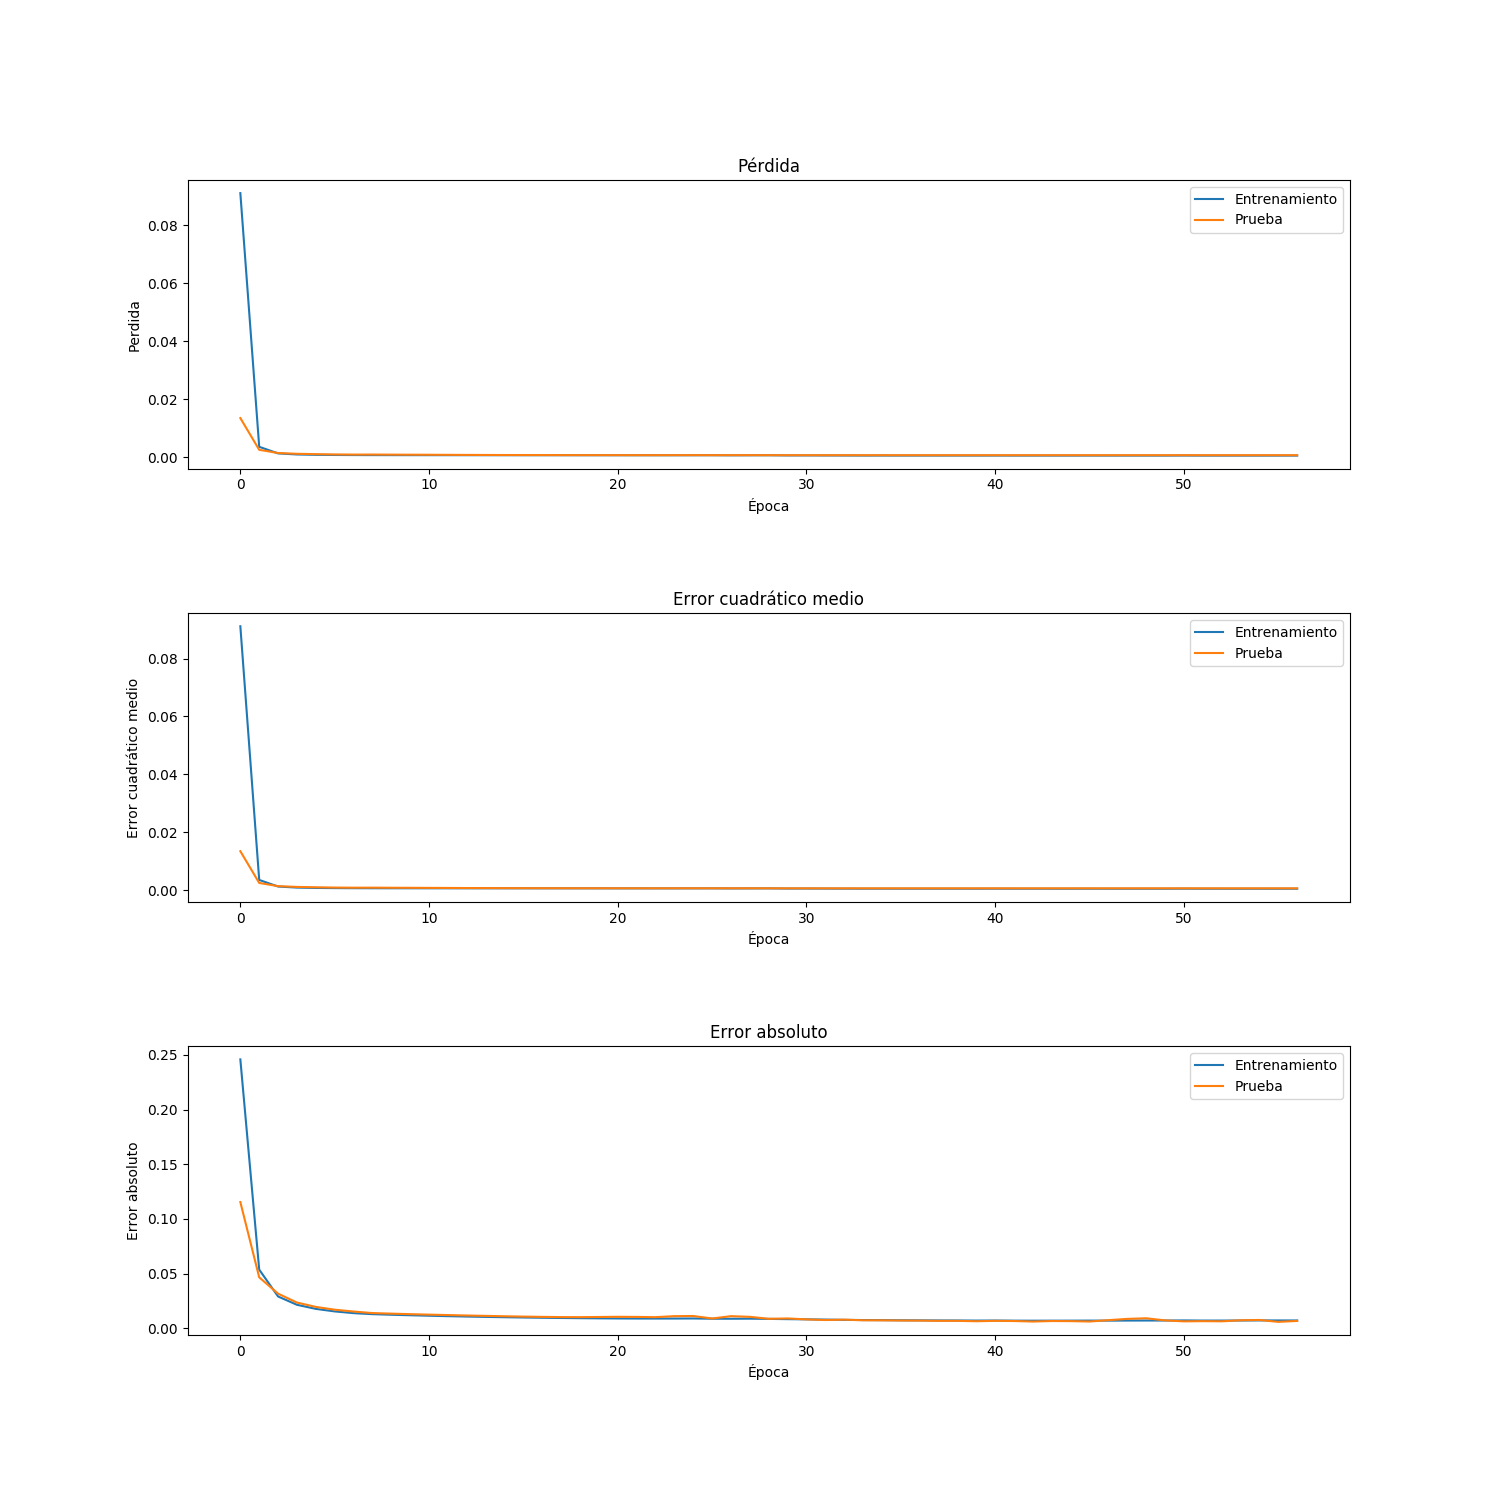 Pérdida
Entrenamiento
Prueba
0.08
0.06
0.04
0.02
0.00
Perdida
0 10 20 30 40 50
Época
Error cuadrático medio
Entrenamiento
Prueba
0.08
0.06
0.04
0.02
0.00
Error cuadrático medio
0 10 20 30 40 50
Época
Error absoluto
Entrenamiento
Prueba
0.25
0.20
0.15
0.10
0.05
0.00
Error absoluto
0 10 20 30 40 50
Época